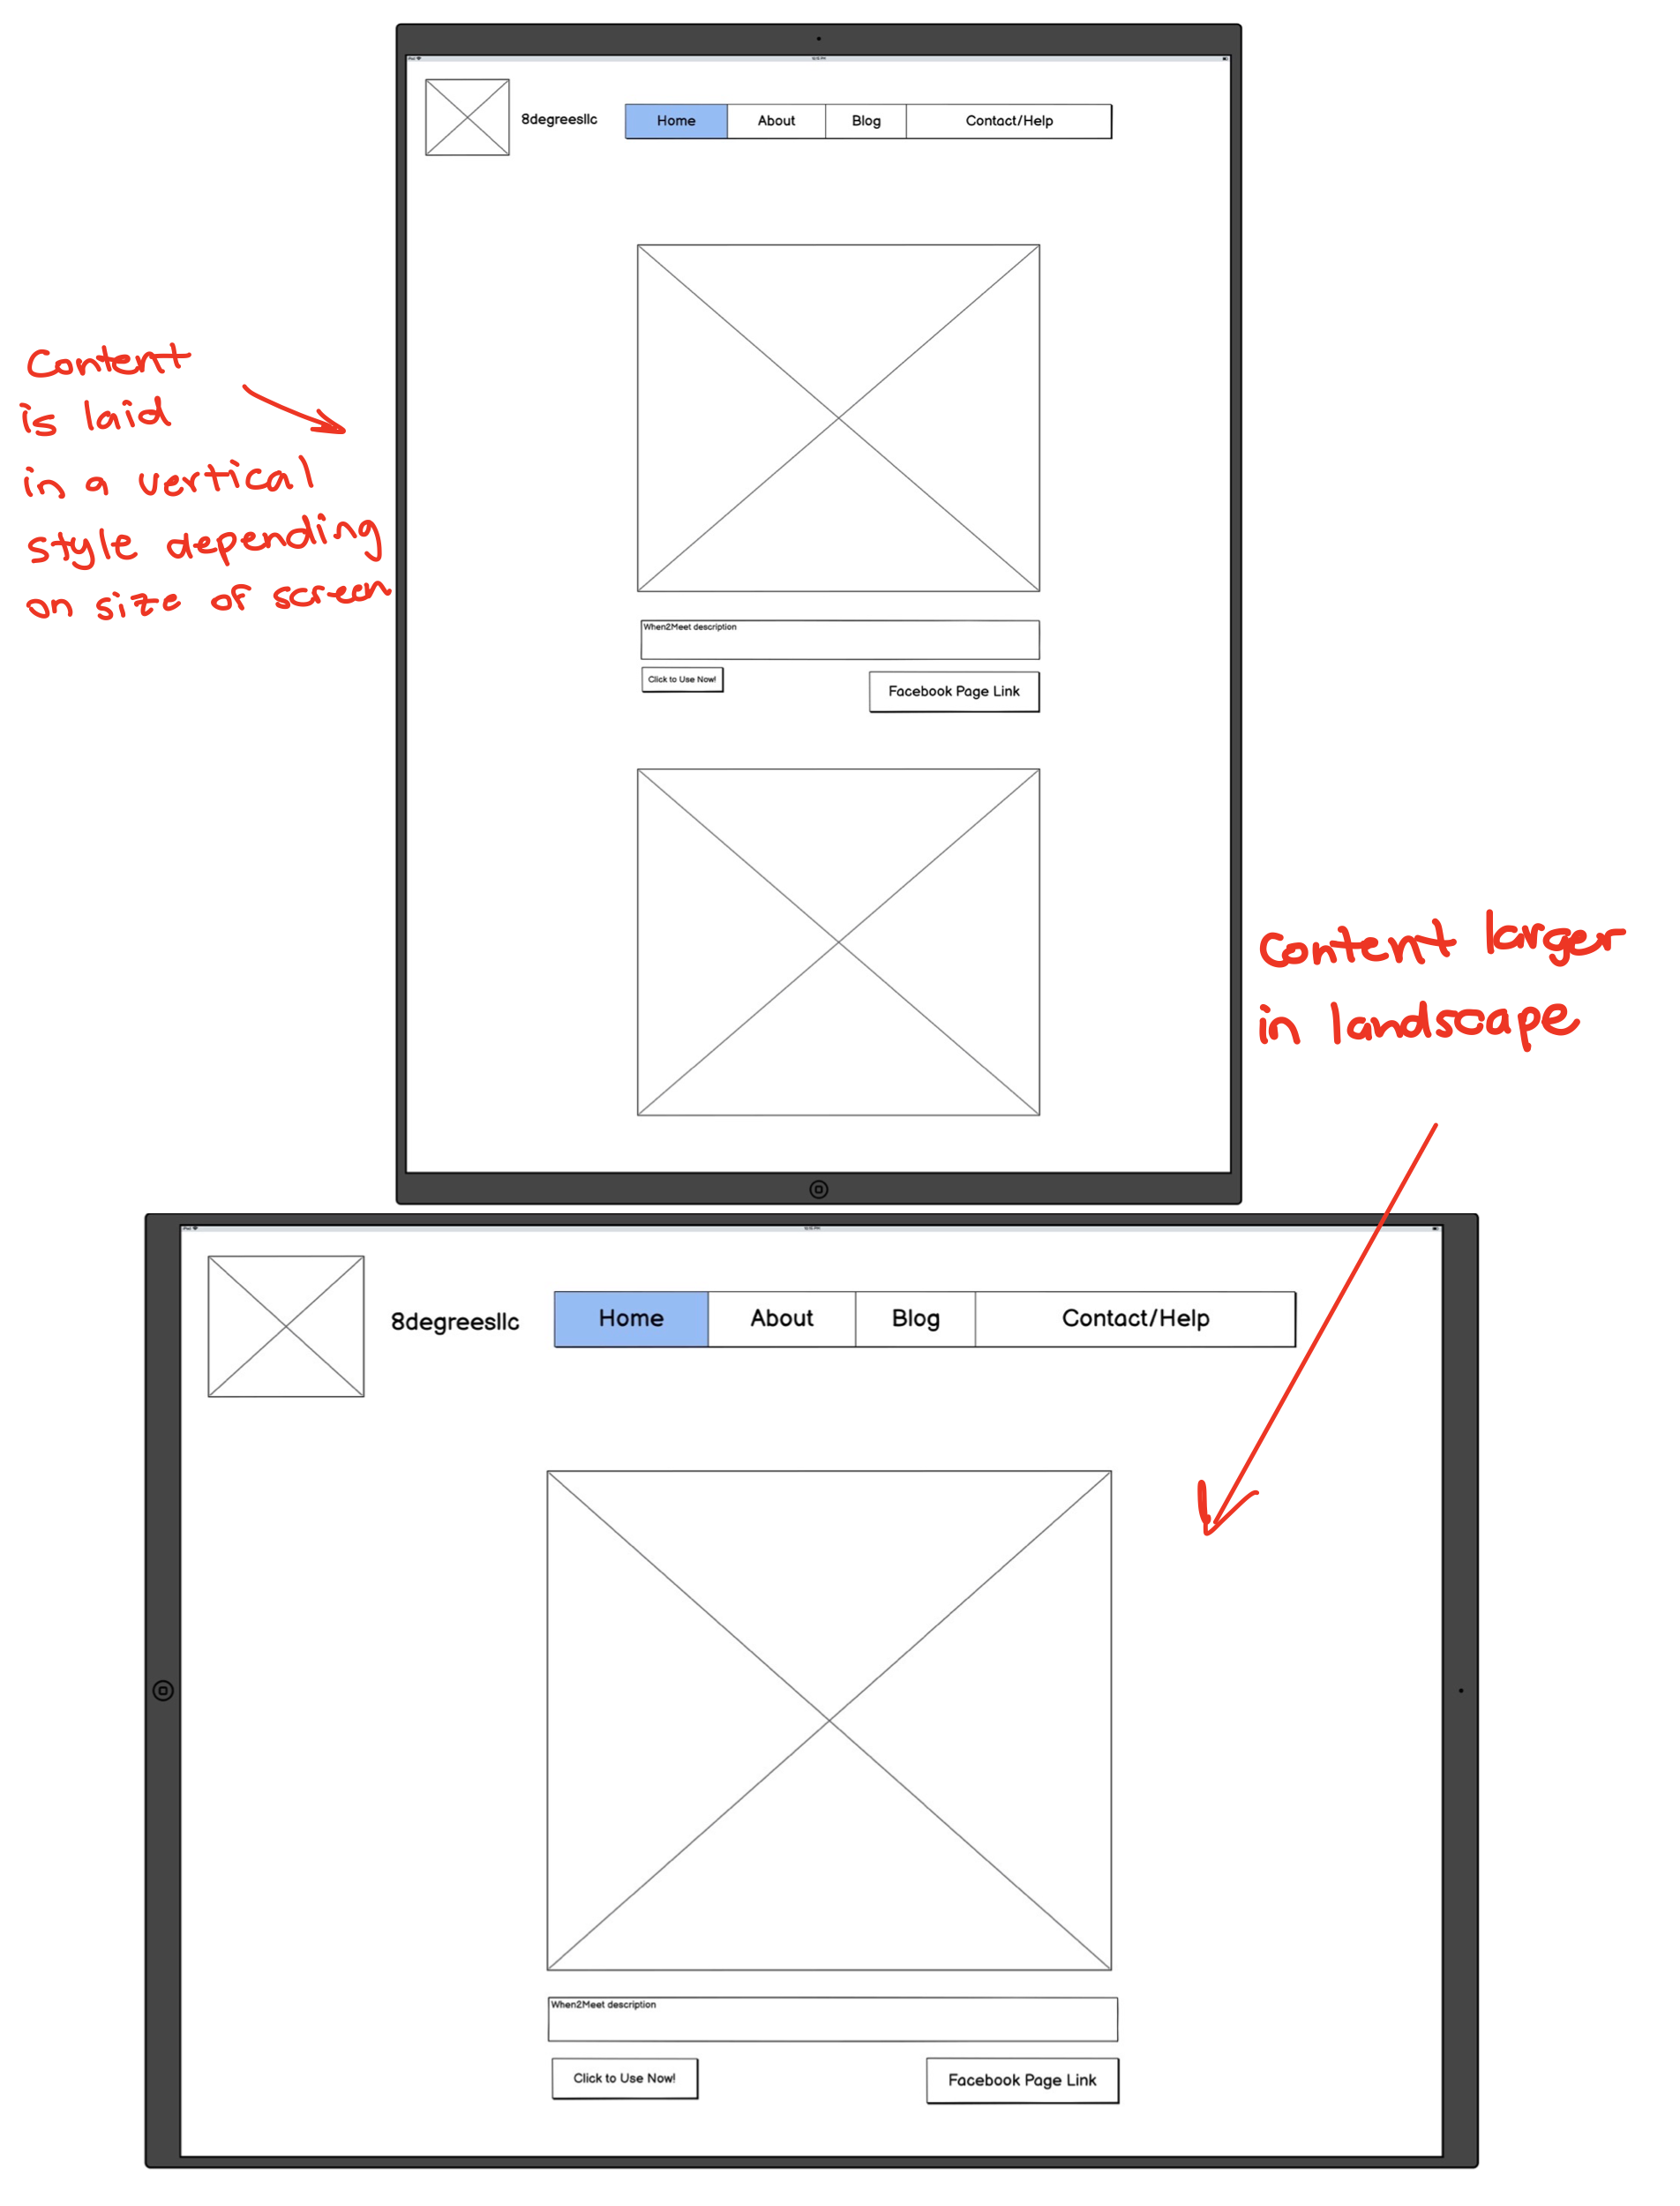 8degreesllc
Home About Blog Contact/Help
Content
is laid
in a vertical
style depending
on size of screen
When2Meet description
Click to Use Now!
Facebook Page Link
Content larger
in landscape
8degreesllc
Home About Blog Contact/Help
When2Meet description
Click to Use Now!
Facebook Page Link